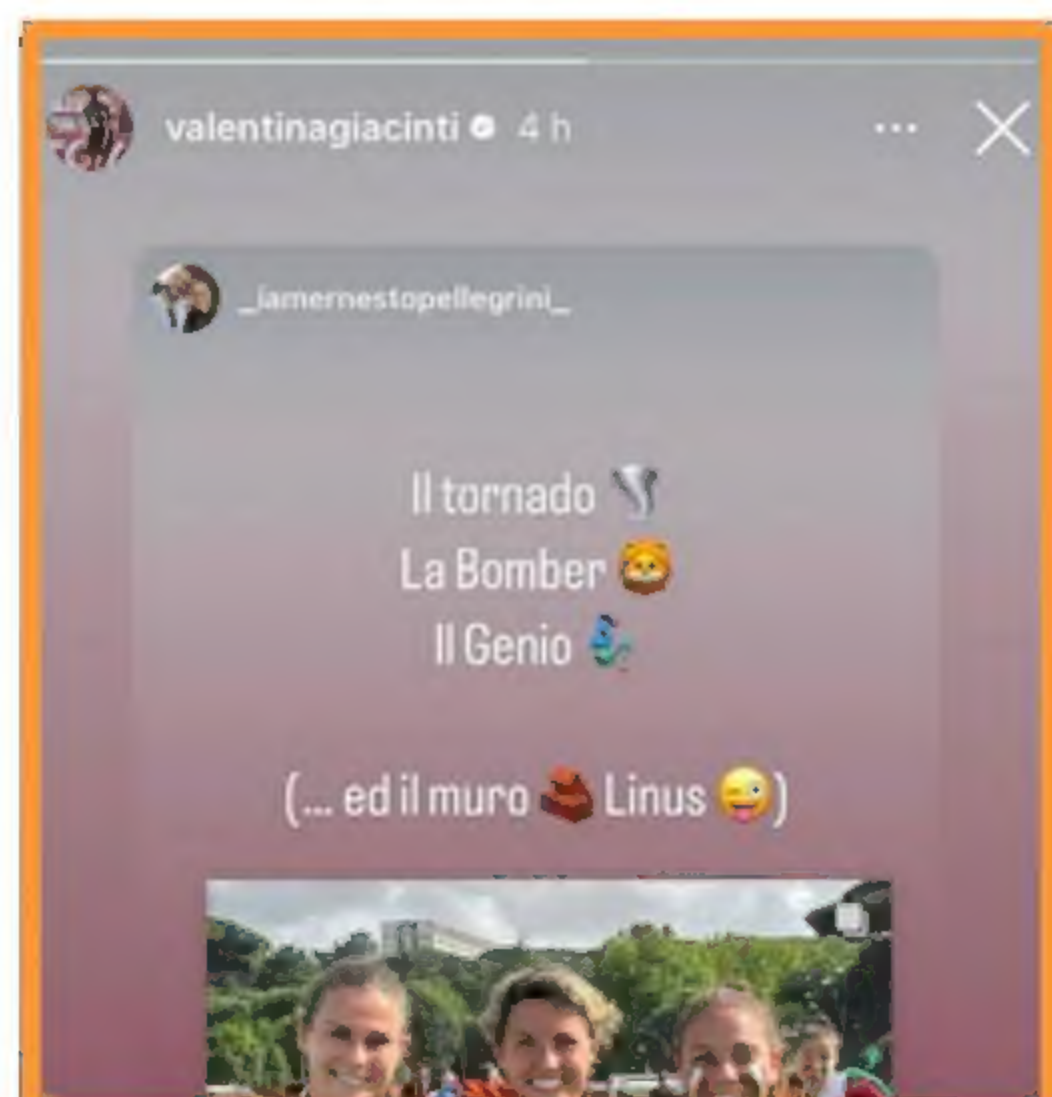 valentinagiacinti 4 h
_iamernestopellegrini_
Il tornado 🌪
La Bomber 🦁
Il Genio 🧞‍♂️
(... ed il muro 🧱 Linus 😜)